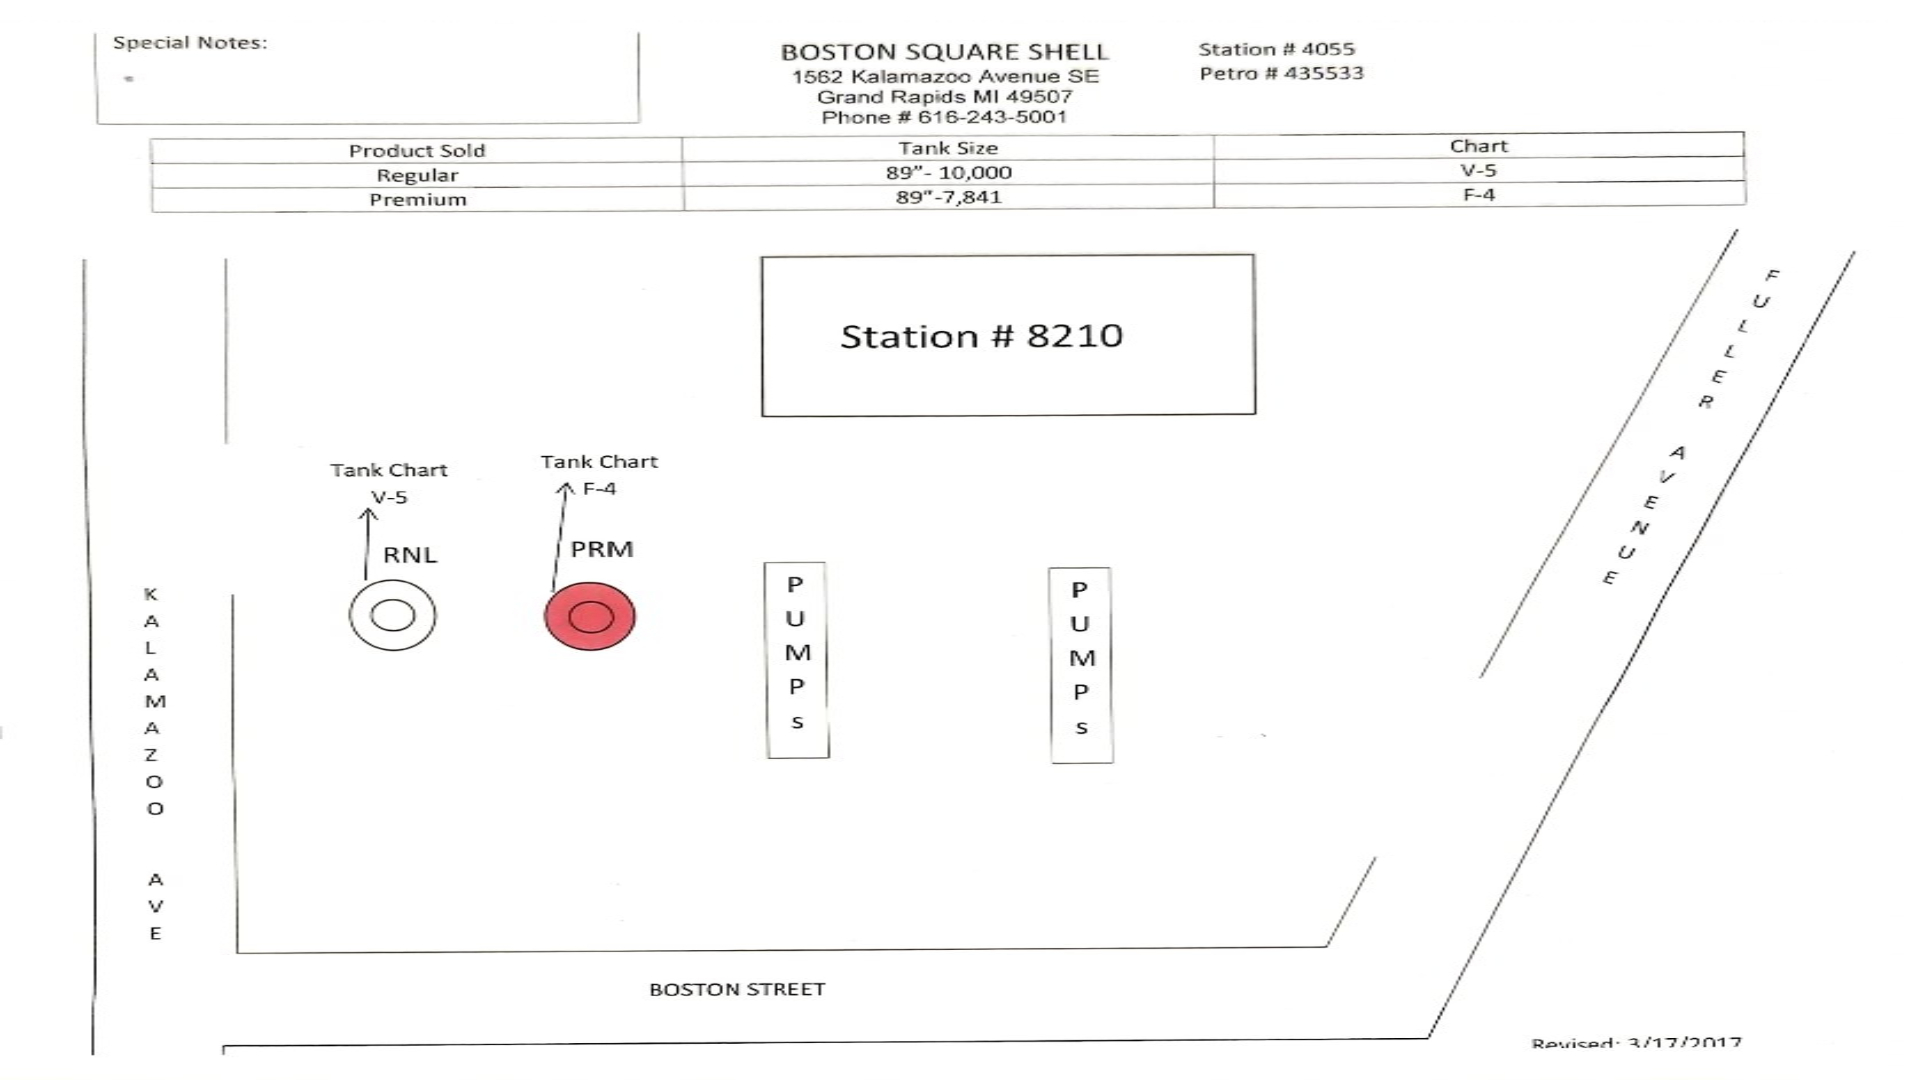 Special Notes:
BOSTON SQUARE SHELL
1562 Kalamazoo Avenue SE
Grand Rapids MI 49507
Phone # 616-243-5001
Station # 4055
Petro # 435533
Product Sold Tank Size Chart
Regular 89"- 10,000 V-5
Premium 89"-7,841 F-4
Station # 8210
FULLER AVENUE
Tank Chart
V-5
RNL
Tank Chart
F-4
PRM
PUMPs
PUMPs
KALAMAZOO AVE
BOSTON STREET
Revised: 3/17/2017